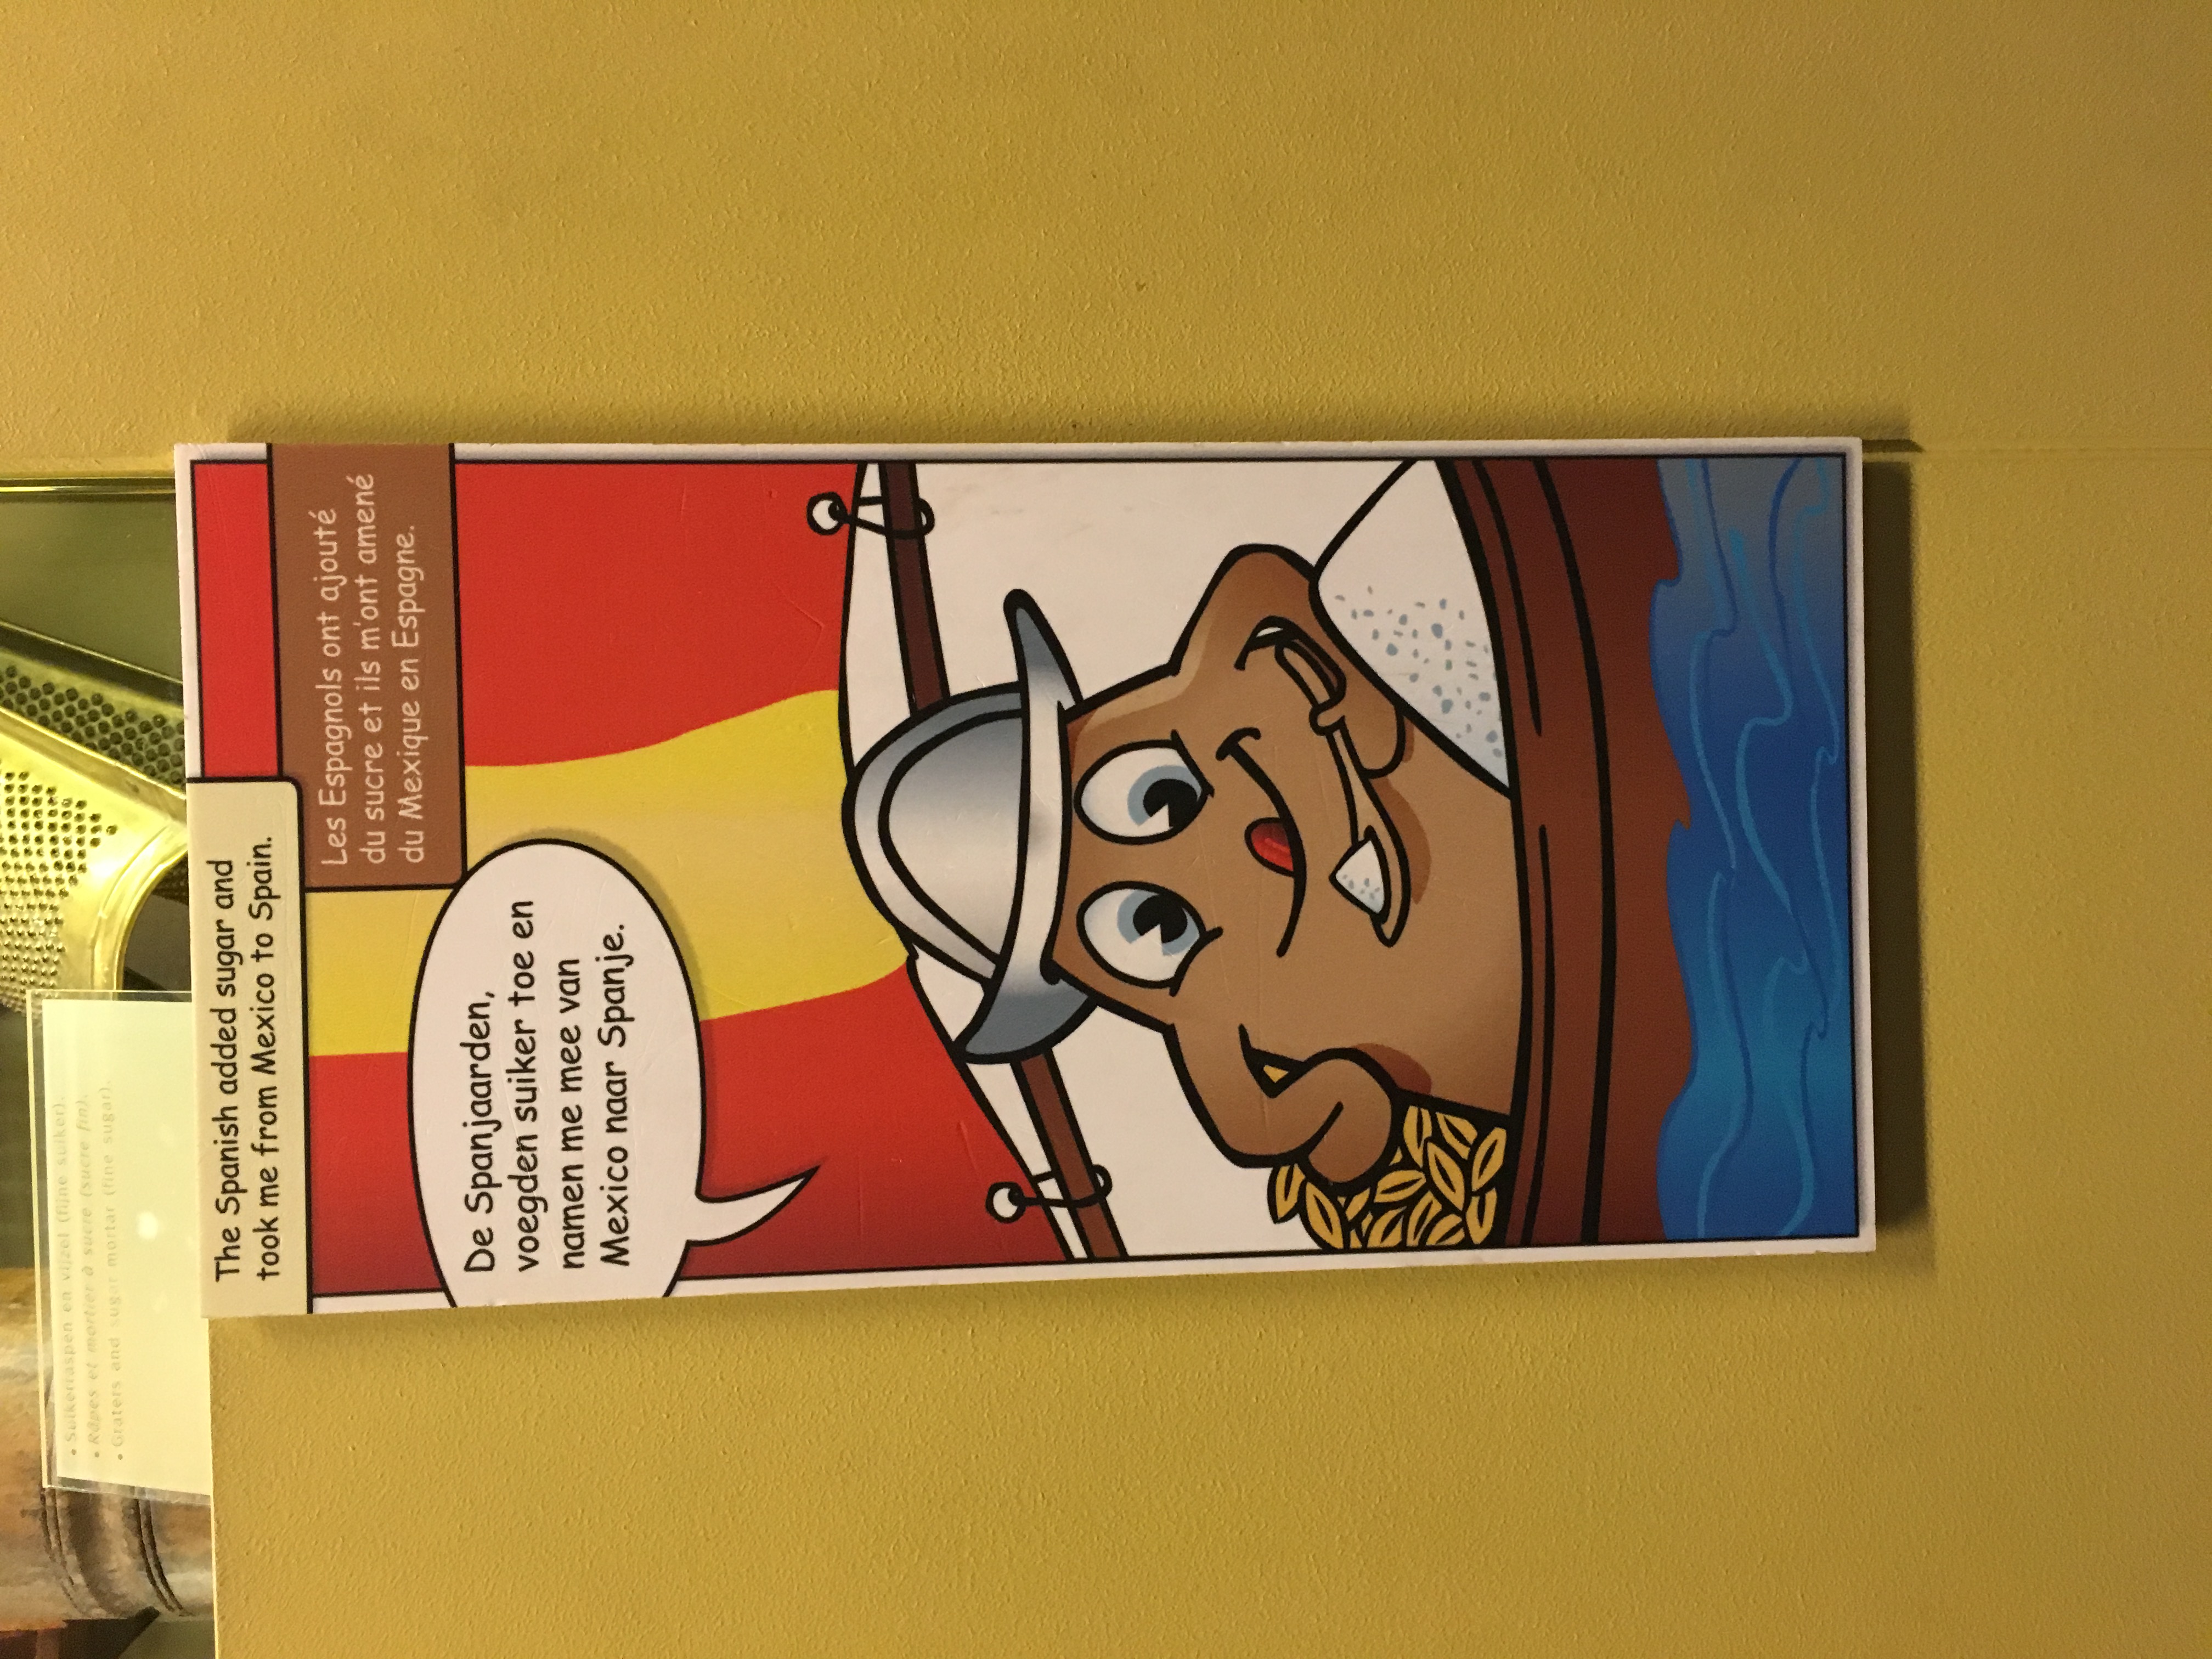 • Suikerraspen en vijzel (fijne suiker).
• Râpes et mortier à sucre (sucre fin).
• Graters and sugar mortar (fine sugar).
The Spanish added sugar and
took me from Mexico to Spain.
Les Espagnols ont ajouté
du sucre et ils m'ont amené
du Mexique en Espagne.
De Spanjaarden,
voegden suiker toe en
namen me mee van
Mexico naar Spanje.